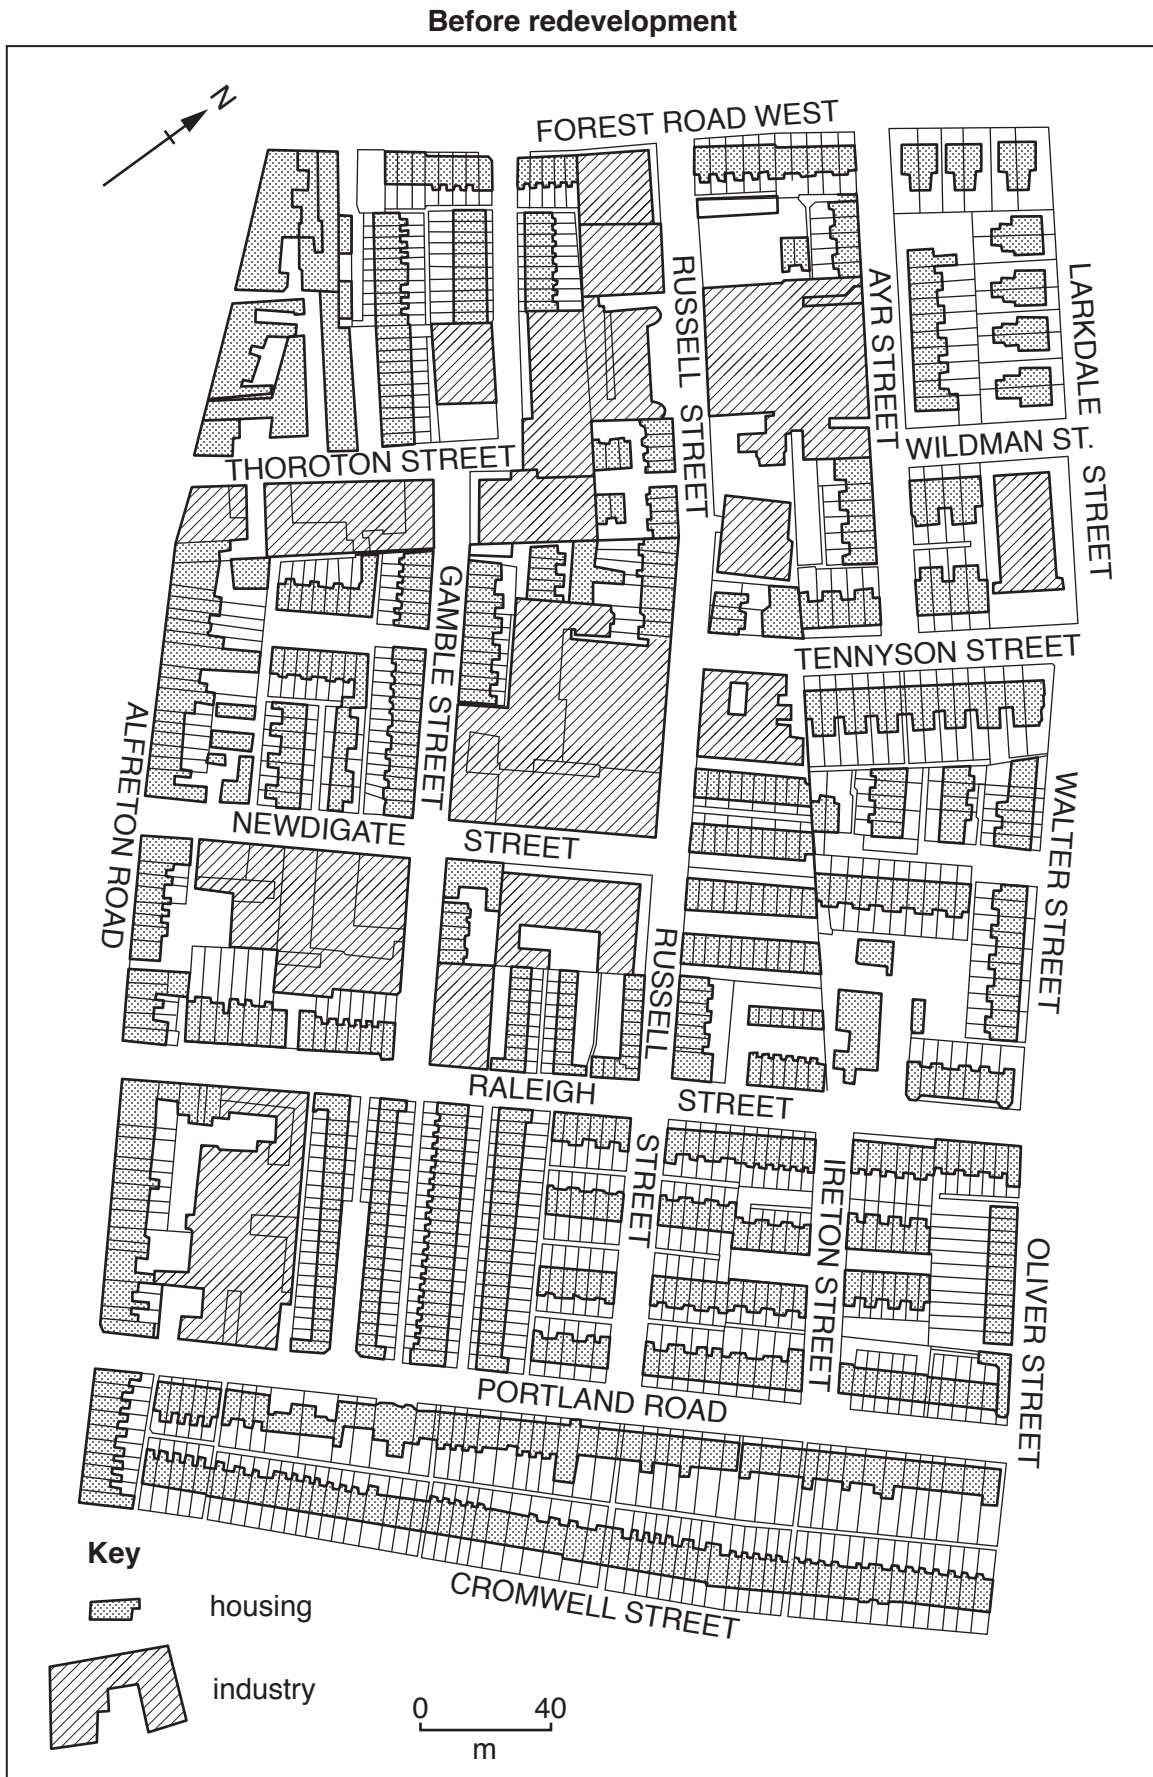 Before redevelopment
N
FOREST ROAD WEST
RUSSELL STREET
AYR STREET
LARKDALE STREET
WILDMAN ST.
THOROTON STREET
GAMBLE STREET
TENNYSON STREET
ALFRETON ROAD
NEWDIGATE STREET
WALTER STREET
RUSSELL STREET
RALEIGH STREET
IRETON STREET
OLIVER STREET
PORTLAND ROAD
CROMWELL STREET
Key
housing
industry
0 40
m